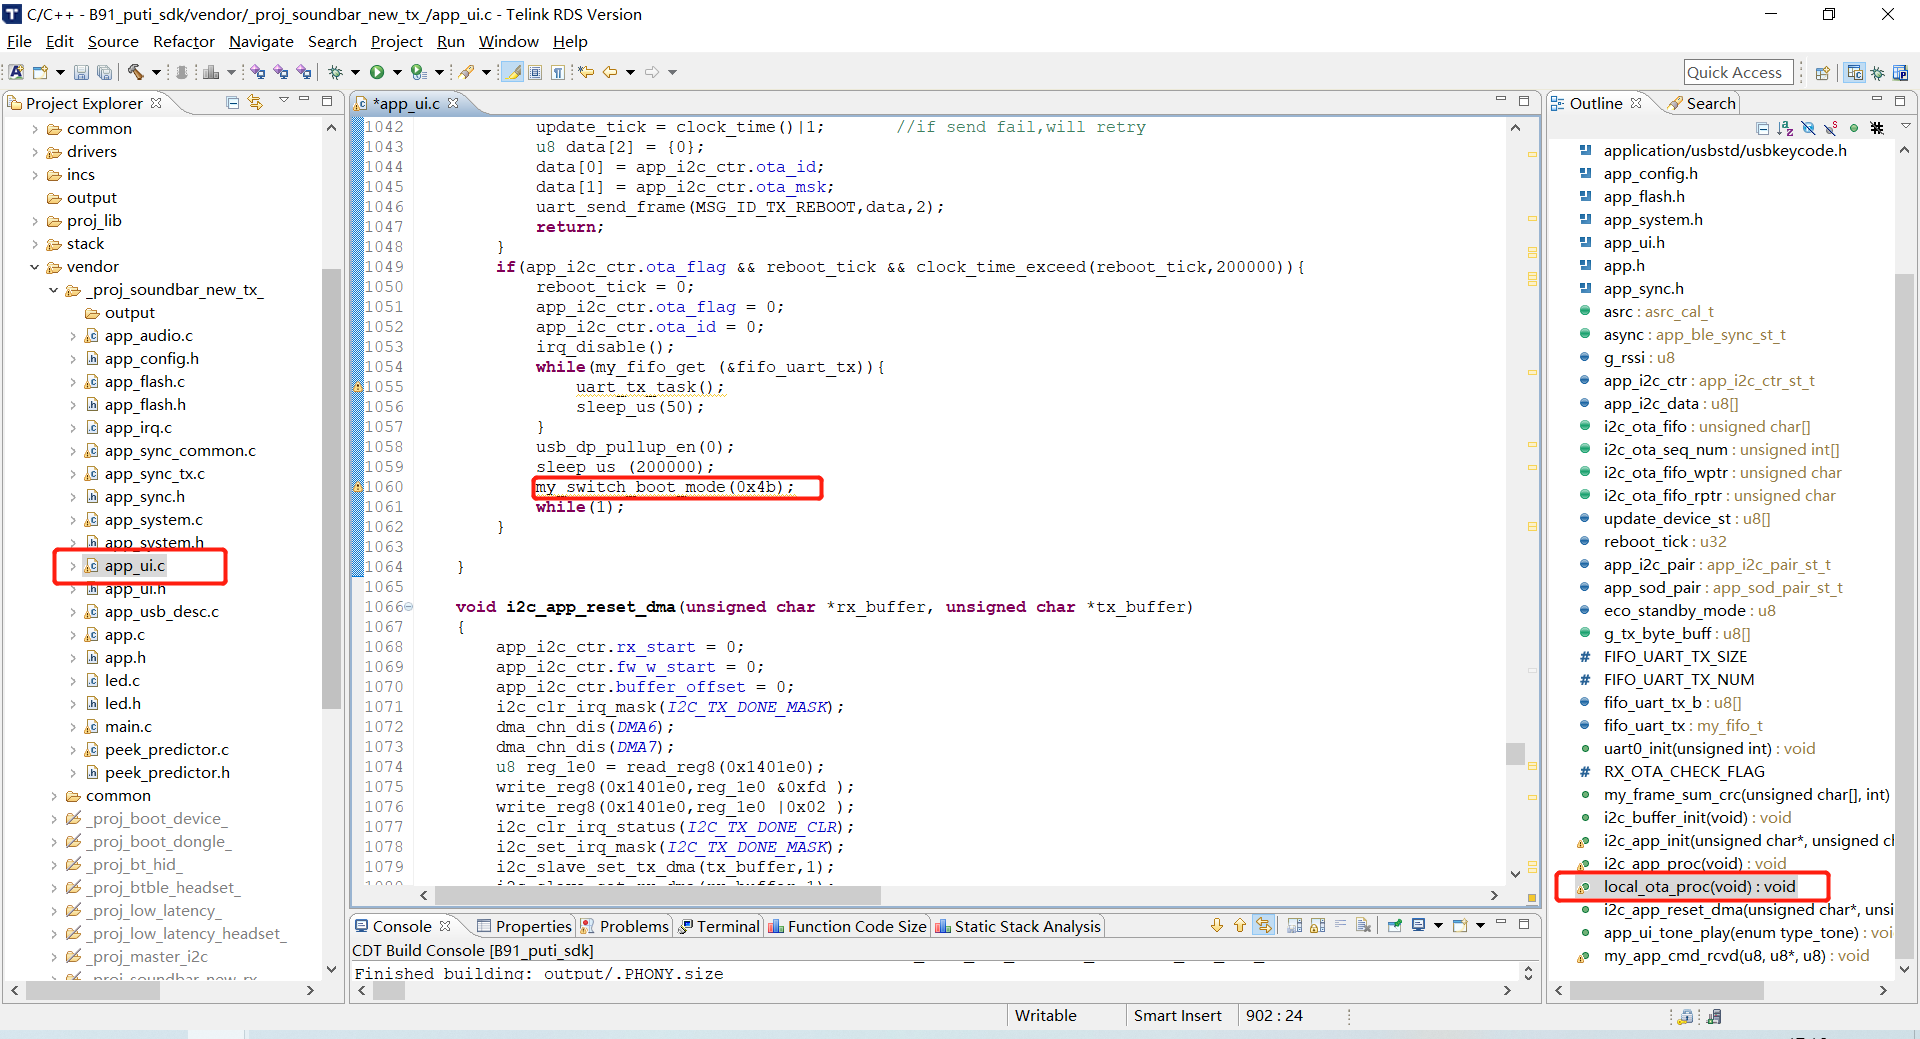 C/C++ - B91_puti_sdk/vendor/_proj_soundbar_new_tx_/app_ui.c - Telink RDS Version
File Edit Source Refactor Navigate Search Project Run Window Help
Quick Access
Project Explorer
common
drivers
incs
output
proj_lib
stack
vendor
_proj_soundbar_new_tx_
output
app_audio.c
app_config.h
app_flash.c
app_flash.h
app_irq.c
app_sync_common.c
app_sync_tx.c
app_sync.h
app_system.c
app_system.h
app_ui.c
app_ui.h
app_usb_desc.c
app.c
app.h
led.c
led.h
main.c
peek_predictor.c
peek_predictor.h
common
_proj_boot_device_
_proj_boot_dongle_
_proj_bt_hid_
_proj_btble_headset_
_proj_low_latency_
_proj_low_latency_headset_
_proj_master_i2c
_proj_soundbar_new_rx_
*app_ui.c
1042 update_tick = clock_time()|1; //if send fail,will retry
1043 u8 data[2] = {0};
1044 data[0] = app_i2c_ctr.ota_id;
1045 data[1] = app_i2c_ctr.ota_msk;
1046 uart_send_frame(MSG_ID_TX_REBOOT,data,2);
1047 return;
1048 }
1049 if(app_i2c_ctr.ota_flag && reboot_tick && clock_time_exceed(reboot_tick,200000)){
1050 reboot_tick = 0;
1051 app_i2c_ctr.ota_flag = 0;
1052 app_i2c_ctr.ota_id = 0;
1053 irq_disable();
1054 while(my_fifo_get (&fifo_uart_tx)){
1055 uart_tx_task();
1056 sleep_us(50);
1057 }
1058 usb_dp_pullup_en(0);
1059 sleep_us (200000);
1060 my_switch_boot_mode(0x4b);
1061 while(1);
1062 }
1063
1064 }
1065
1066 void i2c_app_reset_dma(unsigned char *rx_buffer, unsigned char *tx_buffer)
1067 {
1068 app_i2c_ctr.rx_start = 0;
1069 app_i2c_ctr.fw_w_start = 0;
1070 app_i2c_ctr.buffer_offset = 0;
1071 i2c_clr_irq_mask(I2C_TX_DONE_MASK);
1072 dma_chn_dis(DMA6);
1073 dma_chn_dis(DMA7);
1074 u8 reg_1e0 = read_reg8(0x1401e0);
1075 write_reg8(0x1401e0,reg_1e0 &0xfd );
1076 write_reg8(0x1401e0,reg_1e0 |0x02 );
1077 i2c_clr_irq_status(I2C_TX_DONE_CLR);
1078 i2c_set_irq_mask(I2C_TX_DONE_MASK);
1079 i2c_slave_set_tx_dma(tx_buffer,1);
Outline Search
application/usbstd/usbkeycode.h
app_config.h
app_flash.h
app_system.h
app_ui.h
app.h
app_sync.h
asrc : asrc_cal_t
async : app_ble_sync_st_t
g_rssi : u8
app_i2c_ctr : app_i2c_ctr_st_t
app_i2c_data : u8[]
i2c_ota_fifo : unsigned char[]
i2c_ota_seq_num : unsigned int[]
i2c_ota_fifo_wptr : unsigned char
i2c_ota_fifo_rptr : unsigned char
update_device_st : u8[]
reboot_tick : u32
app_i2c_pair : app_i2c_pair_st_t
app_sod_pair : app_sod_pair_st_t
eco_standby_mode : u8
g_tx_byte_buff : u8[]
FIFO_UART_TX_SIZE
FIFO_UART_TX_NUM
fifo_uart_tx_b : u8[]
fifo_uart_tx : my_fifo_t
uart0_init(unsigned int) : void
RX_OTA_CHECK_FLAG
my_frame_sum_crc(unsigned char[], int)
i2c_buffer_init(void) : void
i2c_app_init(unsigned char*, unsigned cl
i2c_app_proc(void) : void
local_ota_proc(void) : void
i2c_app_reset_dma(unsigned char*, unsi
app_ui_tone_play(enum type_tone) : voi
my_app_cmd_rcvd(u8, u8*, u8) : void
Console Properties Problems Terminal Function Code Size Static Stack Analysis
CDT Build Console [B91_puti_sdk]
Finished building: output/.PHONY.size
Writable Smart Insert 902 : 24